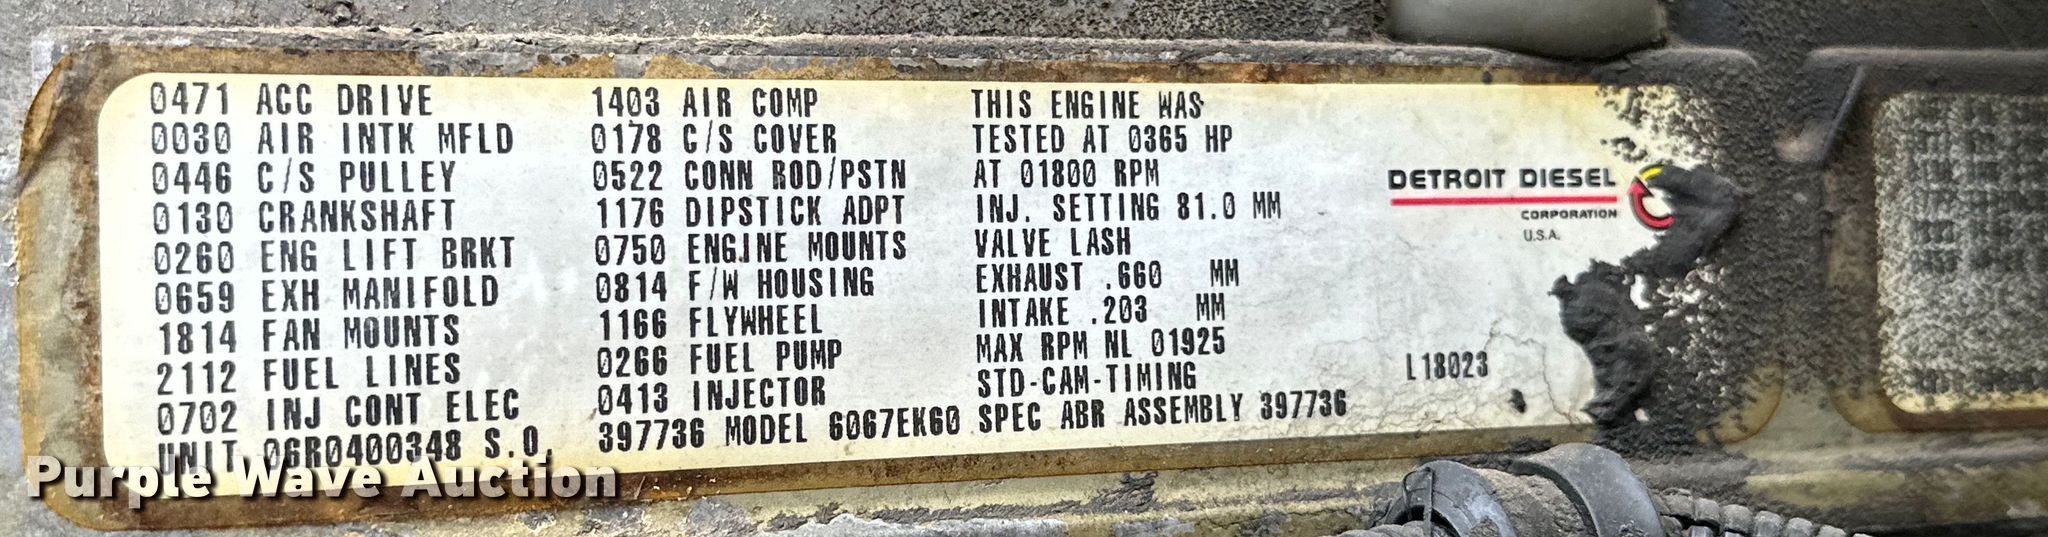 0471 ACC DRIVE
0030 AIR INTK MFLD
0446 C/S PULLEY
0130 CRANKSHAFT
0260 ENG LIFT BRKT
0659 EXH MANIFOLD
1814 FAN MOUNTS
2112 FUEL LINES
0702 INJ CONT ELEC
1403 AIR COMP
0178 C/S COVER
0522 CONN ROD/PSTN
1176 DIPSTICK ADPT
0750 ENGINE MOUNTS
0814 F/W HOUSING
1166 FLYWHEEL
0266 FUEL PUMP
0413 INJECTOR
THIS ENGINE WAS
TESTED AT 0365 HP
AT 01800 RPM
INJ. SETTING 81.0 MM
VALVE LASH
EXHAUST .660 MM
INTAKE .203 MM
MAX RPM NL 01925
STD-CAM-TIMING
UNIT 06R0400348 S.O. 397736 MODEL 6067EK60 SPEC ABR ASSEMBLY 397736
DETROIT DIESEL
CORPORATION
U.S.A.
L18023
Purple Wave Auction